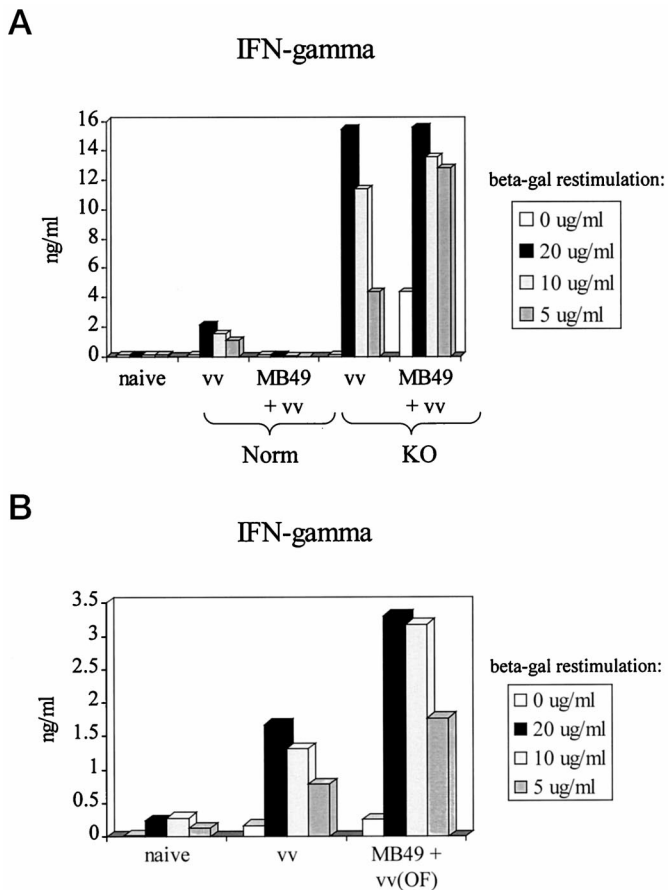 A
IFN-gamma
16
14
12
10
8
6
4
2
0
ng/ml
naive
vv
MB49
+ vv
vv
MB49
+ vv
Norm
KO
beta-gal restimulation:
0 ug/ml
20 ug/ml
10 ug/ml
5 ug/ml
B
IFN-gamma
3.5
3
2.5
2
1.5
1
0.5
0
ng/ml
naive
vv
MB49 +
vv(OF)
beta-gal restimulation:
0 ug/ml
20 ug/ml
10 ug/ml
5 ug/ml